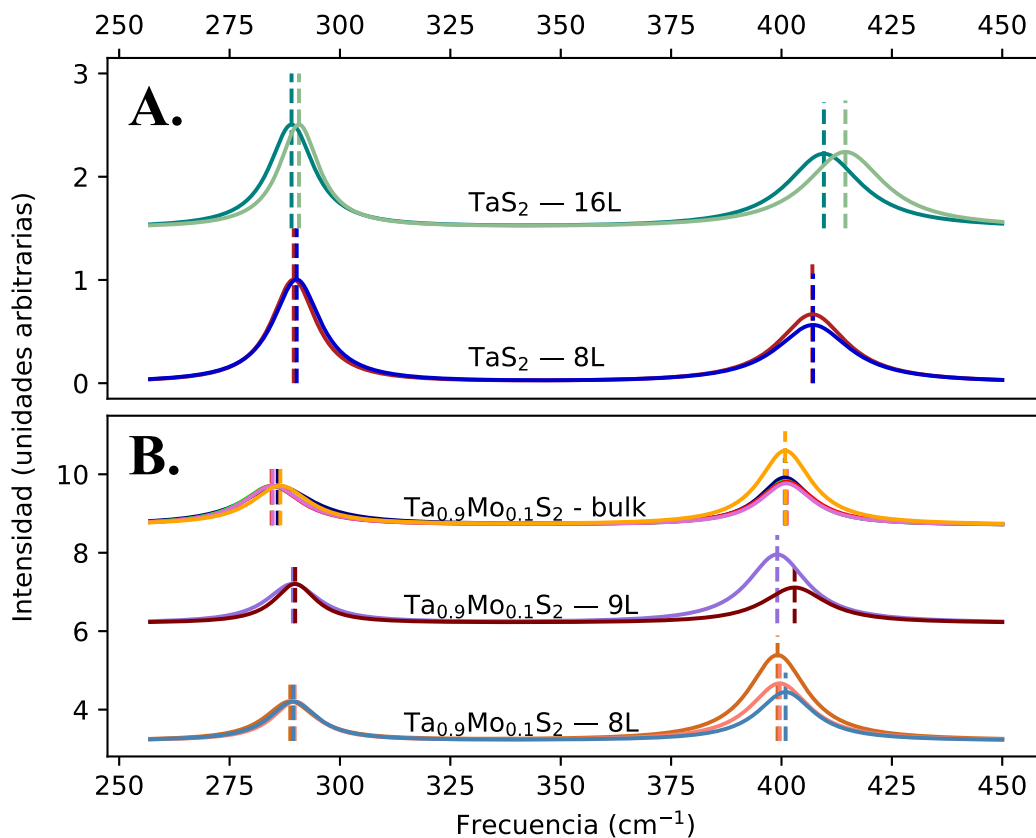 250 275 300 325 350 375 400 425 450
A.
3
2
1
0
TaS₂ — 16L
TaS₂ — 8L
Intensidad (unidades arbitrarias)
B.
10
8
6
4
Ta₀.₉Mo₀.₁S₂ - bulk
Ta₀.₉Mo₀.₁S₂ — 9L
Ta₀.₉Mo₀.₁S₂ — 8L
250 275 300 325 350 375 400 425 450
Frecuencia (cm⁻¹)